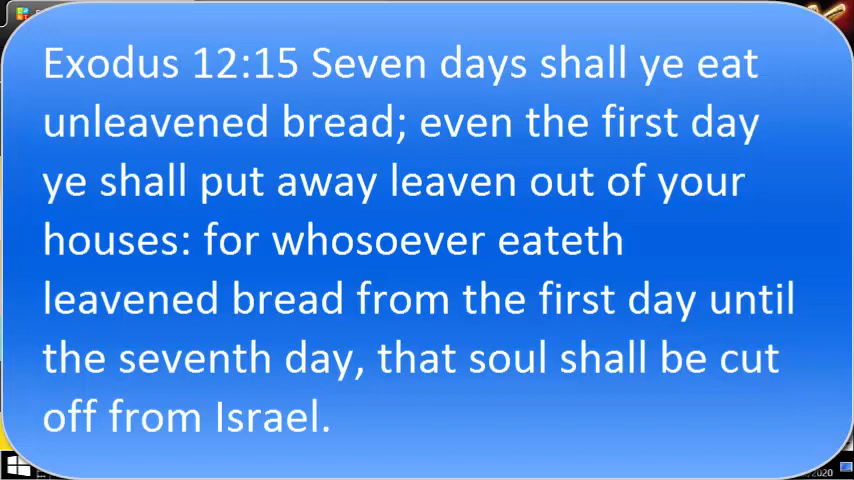 Exodus 12:15 Seven days shall ye eat
unleavened bread; even the first day
ye shall put away leaven out of your
houses: for whosoever eateth
leavened bread from the first day until
the seventh day, that soul shall be cut
off from Israel.
2020